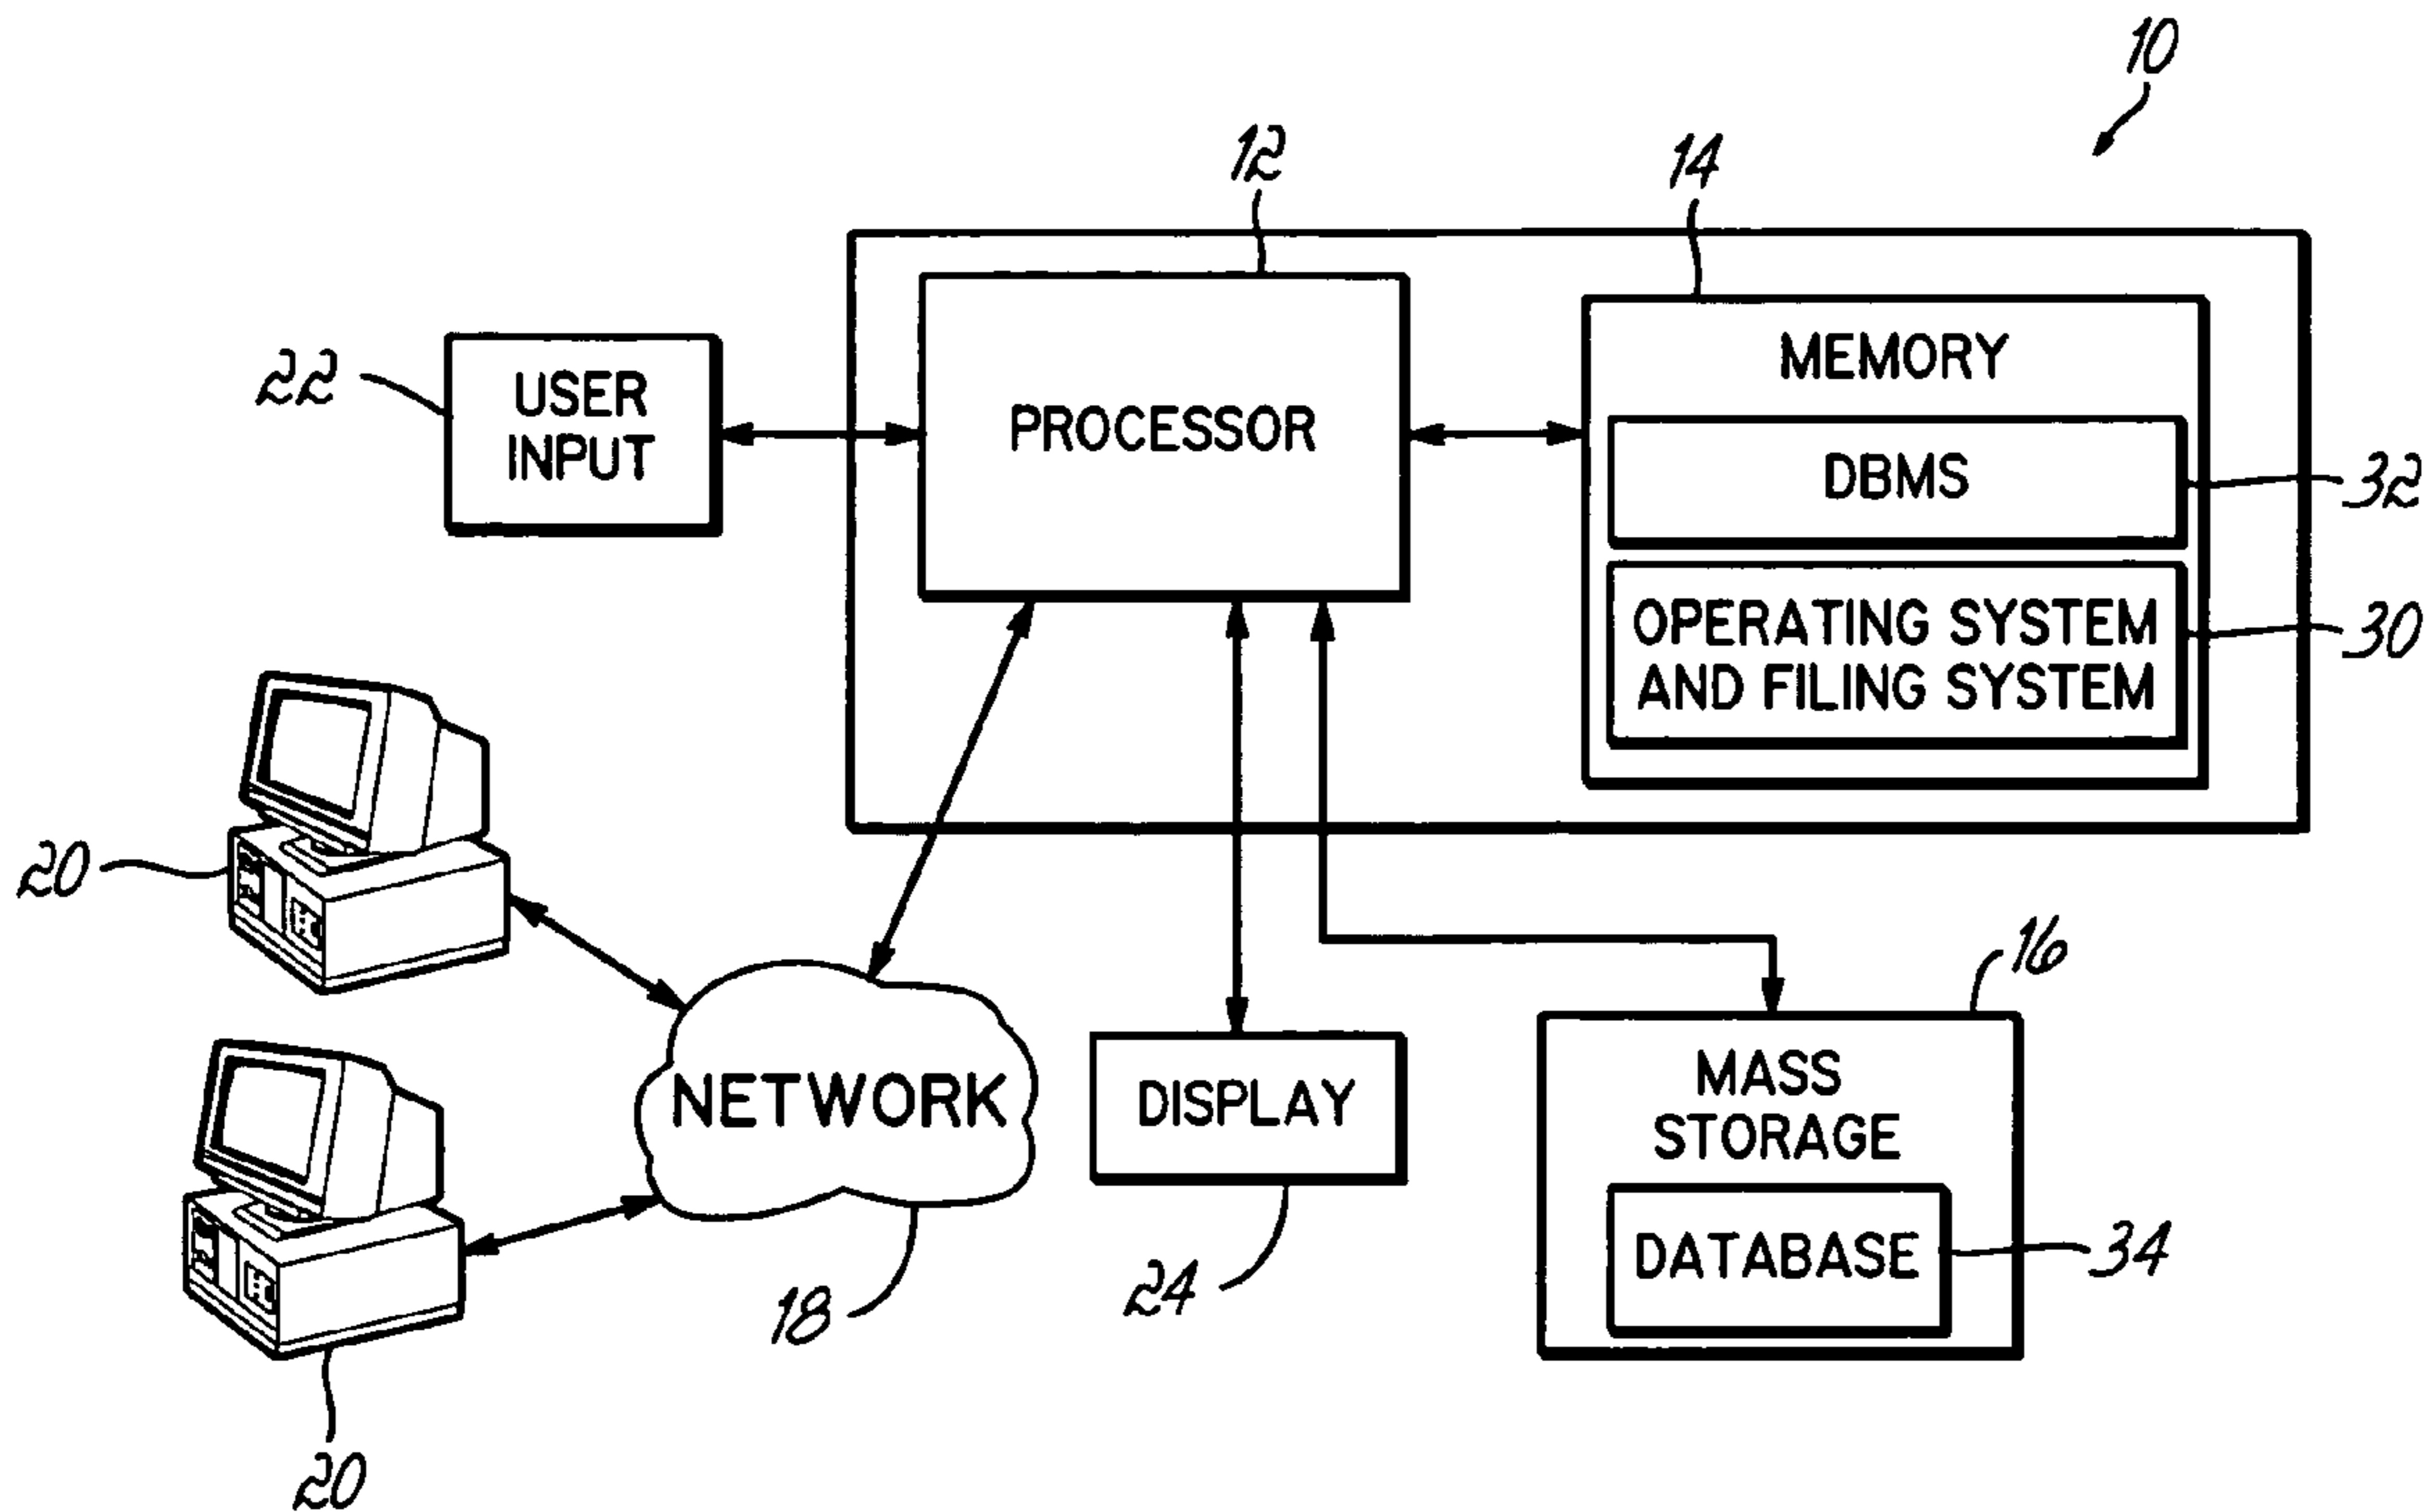 10
12
14
22
USER
INPUT
PROCESSOR
MEMORY
DBMS
32
OPERATING SYSTEM
AND FILING SYSTEM
30
20
16
NETWORK
DISPLAY
MASS
STORAGE
DATABASE
34
18
24
20